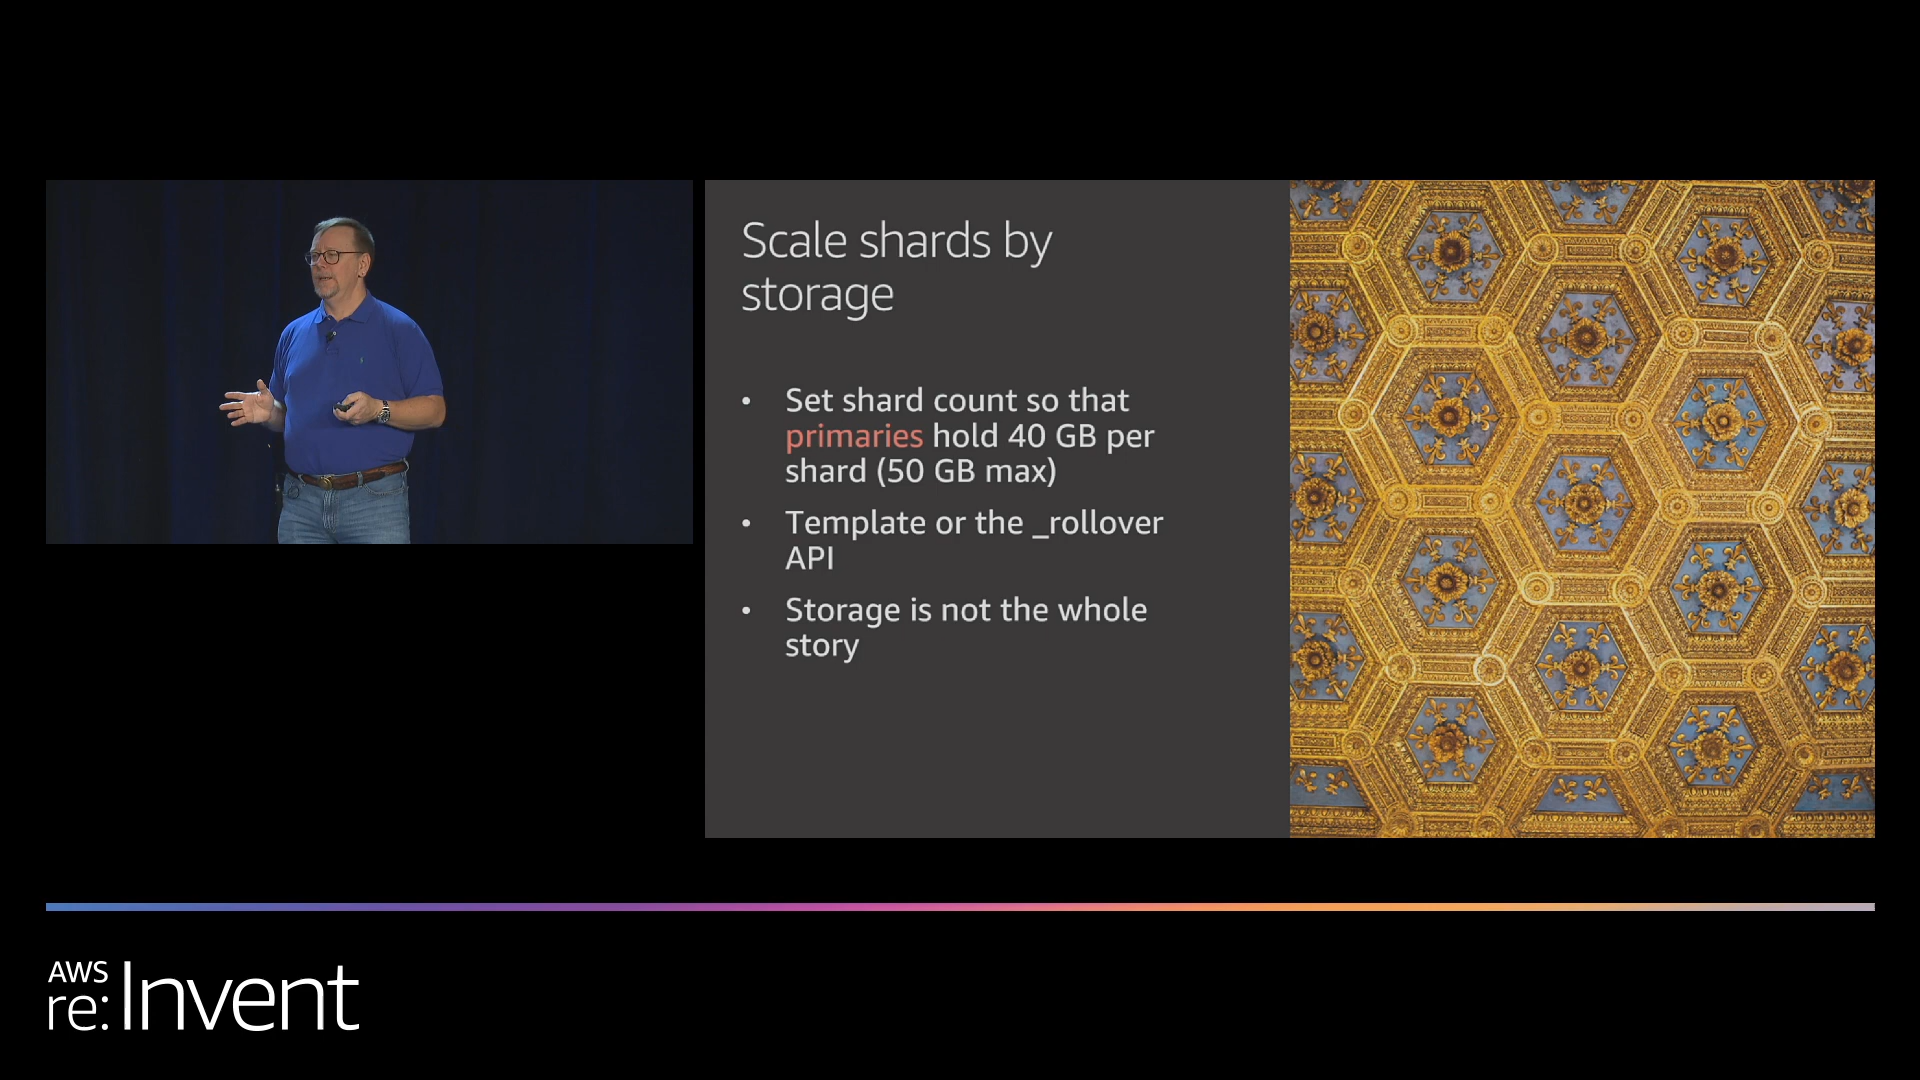 Scale shards by
storage
• Set shard count so that
primaries hold 40 GB per
shard (50 GB max)
• Template or the _rollover
API
• Storage is not the whole
story
AWS
re:Invent